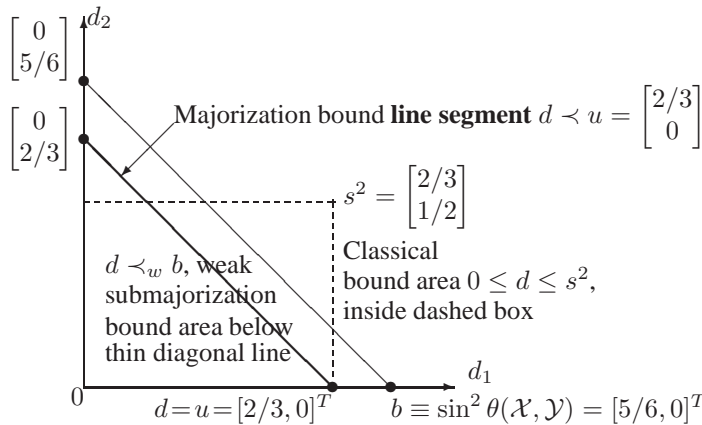 d₂
[0 5/6]
Majorization bound line segment d ≺ u = [2/3 0]
[0 2/3]
s² = [2/3 1/2]
Classical
bound area 0 ≤ d ≤ s²,
inside dashed box
d ≺_w b, weak
submajorization
bound area below
thin diagonal line
d₁
0
d = u = [2/3, 0]^T
b ≡ sin² θ(𝒳, 𝒴) = [5/6, 0]^T